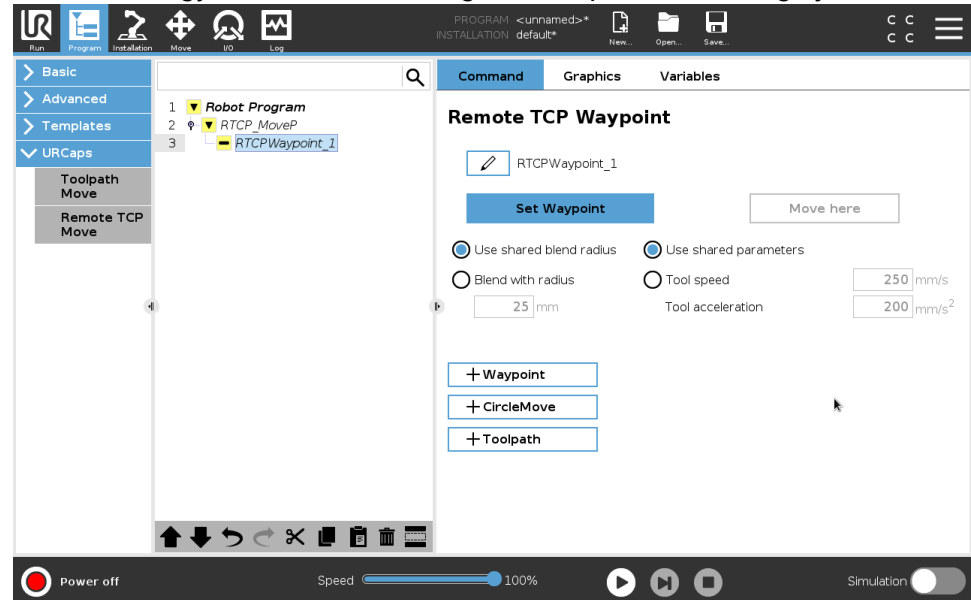 UR
Run
Program
Installation
Move
I/O
Log
PROGRAM <unnamed>*
INSTALLATION default*
New...
Open...
Save...
C C
C C
Basic
Advanced
Templates
URCaps
Toolpath
Move
Remote TCP
Move
1 Robot Program
2 RTCP_MoveP
3 RTCPWaypoint_1
Command Graphics Variables
Remote TCP Waypoint
RTCPWaypoint_1
Set Waypoint Move here
Use shared blend radius Use shared parameters
Blend with radius Tool speed 250 mm/s
25 mm Tool acceleration 200 mm/s²
+ Waypoint
+ CircleMove
+ Toolpath
Power off Speed 100% Simulation